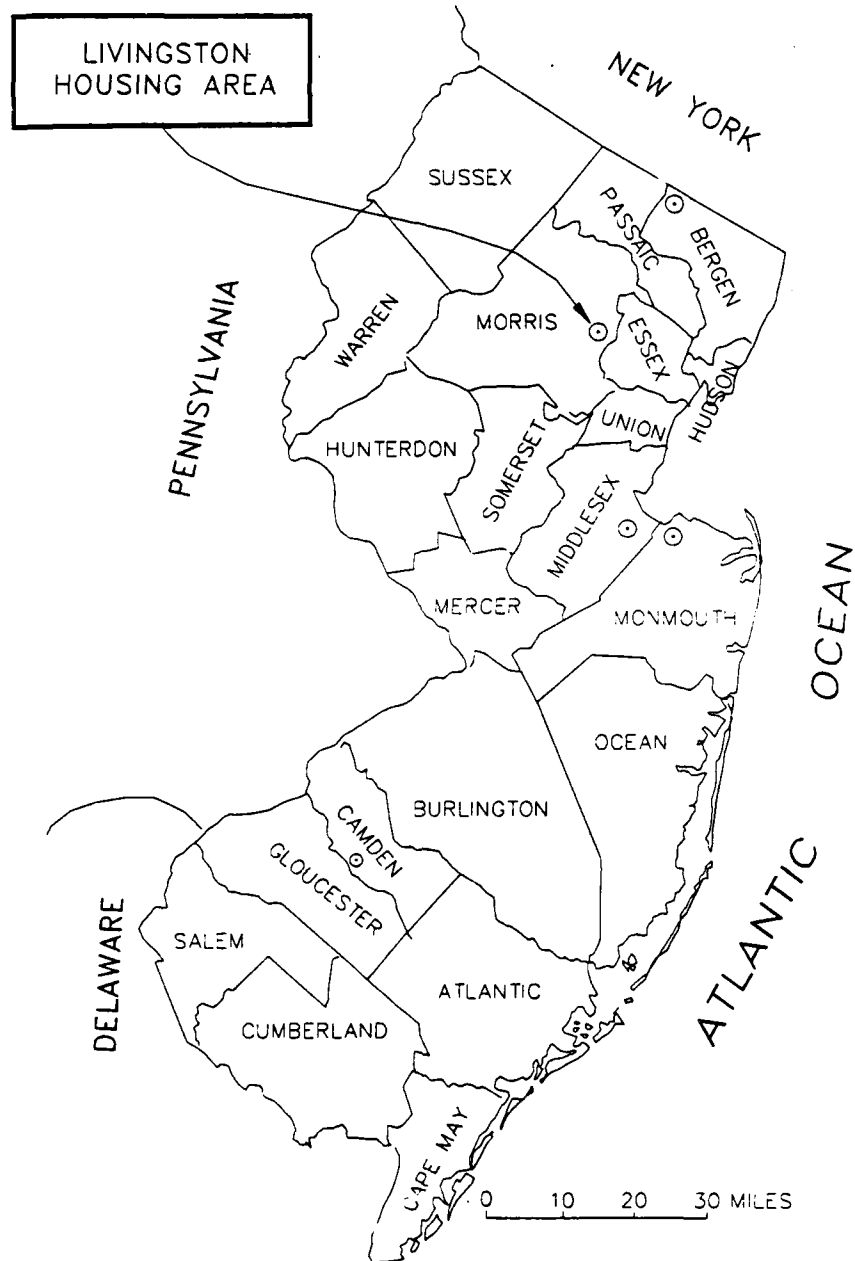 LIVINGSTON
HOUSING AREA
NEW YORK
SUSSEX
PASSAIC
BERGEN
WARREN
MORRIS
ESSEX
HUDSON
PENNSYLVANIA
UNION
HUNTERDON
SOMERSET
MIDDLESEX
MERCER
MONMOUTH
OCEAN
OCEAN
BURLINGTON
CAMDEN
GLOUCESTER
ATLANTIC
DELAWARE
SALEM
ATLANTIC
CUMBERLAND
CAPE MAY
0 10 20 30 MILES